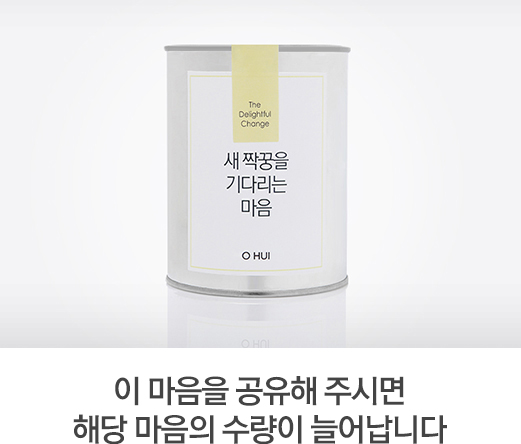 The
Delightful
Change
새 짝꿍을
기다리는
마음
O HUI
이 마음을 공유해 주시면
해당 마음의 수량이 늘어납니다